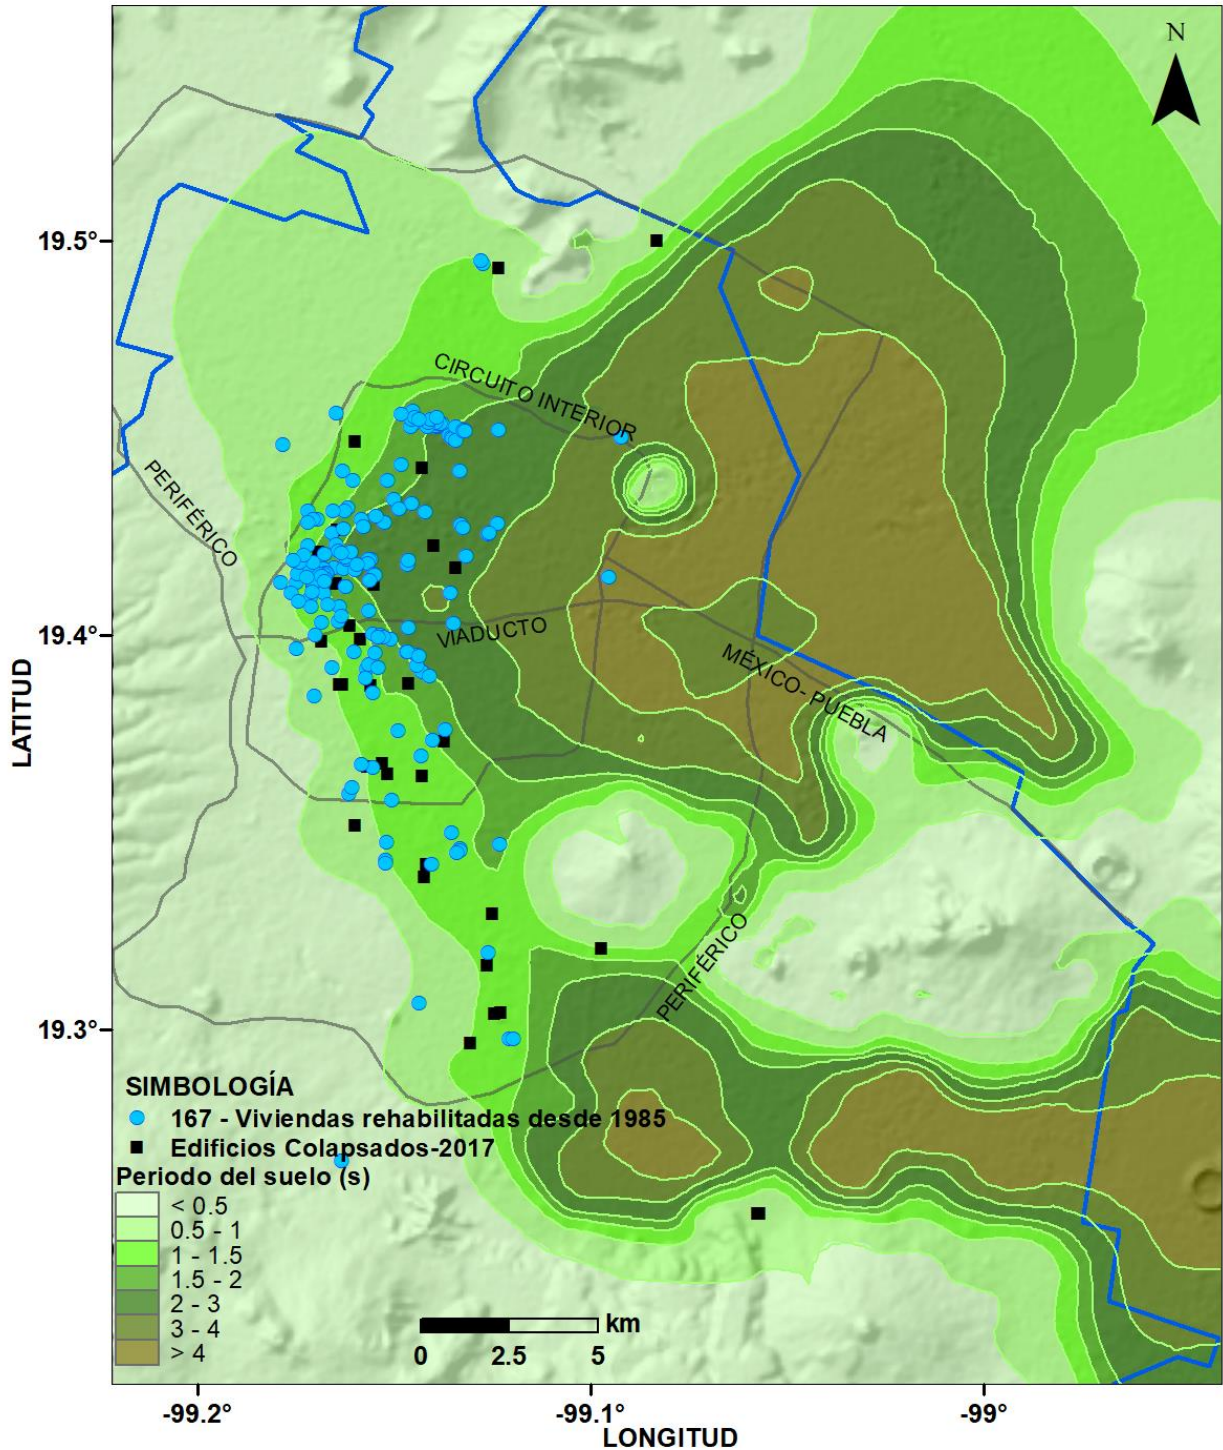 N
19.5°
CIRCUITO INTERIOR
PERIFÉRICO
19.4°
VIADUCTO
MÉXICO- PUEBLA
LATITUD
PERIFÉRICO
19.3°
SIMBOLOGÍA
167 - Viviendas rehabilitadas desde 1985
Edificios Colapsados-2017
Periodo del suelo (s)
< 0.5
0.5 - 1
1 - 1.5
1.5 - 2
2 - 3
3 - 4
> 4
km
0 2.5 5
-99.2° -99.1° -99°
LONGITUD